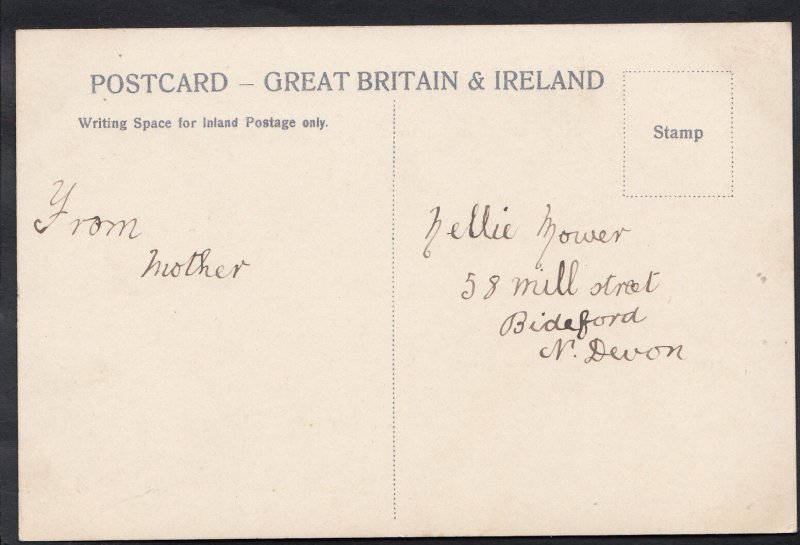 POSTCARD – GREAT BRITAIN & IRELAND
Writing Space for Inland Postage only.
Stamp
From
Mother
Nellie Mower
58 mill street
Bideford
N. Devon